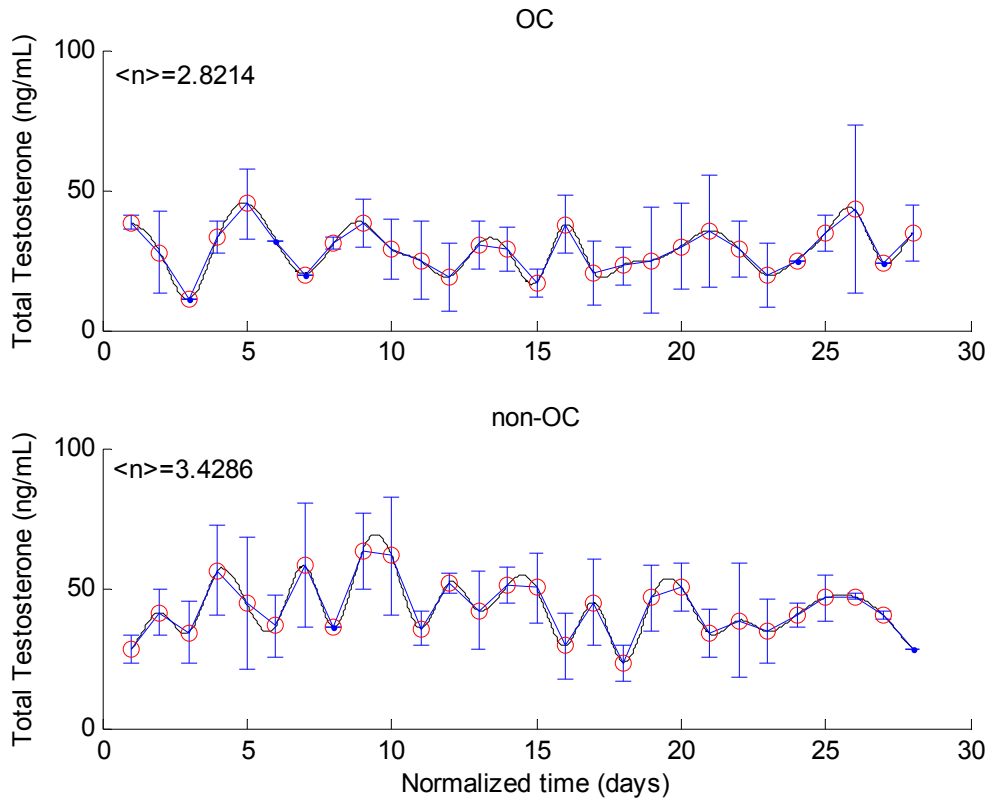 OC
Total Testosterone (ng/mL)
100
50
0
<n>=2.8214
0 5 10 15 20 25 30
non-OC
Total Testosterone (ng/mL)
100
50
0
<n>=3.4286
0 5 10 15 20 25 30
Normalized time (days)